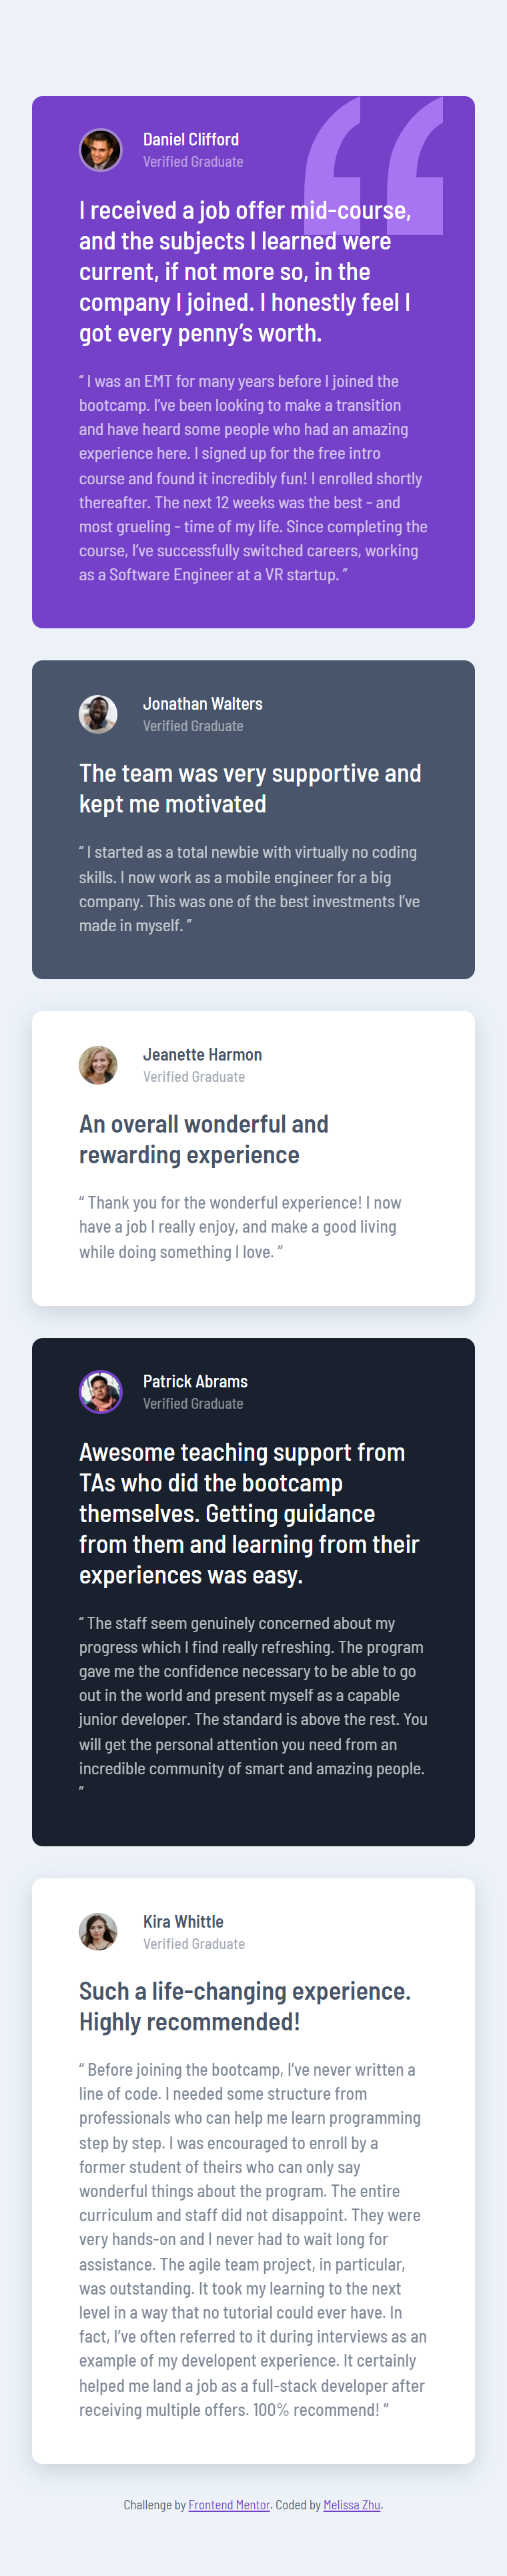 Daniel Clifford
Verified Graduate
I received a job offer mid-course,
and the subjects I learned were
current, if not more so, in the
company I joined. I honestly feel I
got every penny’s worth.
“ I was an EMT for many years before I joined the
bootcamp. I’ve been looking to make a transition
and have heard some people who had an amazing
experience here. I signed up for the free intro
course and found it incredibly fun! I enrolled shortly
thereafter. The next 12 weeks was the best - and
most grueling - time of my life. Since completing the
course, I’ve successfully switched careers, working
as a Software Engineer at a VR startup. ”
Jonathan Walters
Verified Graduate
The team was very supportive and
kept me motivated
“ I started as a total newbie with virtually no coding
skills. I now work as a mobile engineer for a big
company. This was one of the best investments I’ve
made in myself. ”
Jeanette Harmon
Verified Graduate
An overall wonderful and
rewarding experience
“ Thank you for the wonderful experience! I now
have a job I really enjoy, and make a good living
while doing something I love. ”
Patrick Abrams
Verified Graduate
Awesome teaching support from
TAs who did the bootcamp
themselves. Getting guidance
from them and learning from their
experiences was easy.
“ The staff seem genuinely concerned about my
progress which I find really refreshing. The program
gave me the confidence necessary to be able to go
out in the world and present myself as a capable
junior developer. The standard is above the rest. You
will get the personal attention you need from an
incredible community of smart and amazing people.
”
Kira Whittle
Verified Graduate
Such a life-changing experience.
Highly recommended!
“ Before joining the bootcamp, I’ve never written a
line of code. I needed some structure from
professionals who can help me learn programming
step by step. I was encouraged to enroll by a
former student of theirs who can only say
wonderful things about the program. The entire
curriculum and staff did not disappoint. They were
very hands-on and I never had to wait long for
assistance. The agile team project, in particular,
was outstanding. It took my learning to the next
level in a way that no tutorial could ever have. In
fact, I’ve often referred to it during interviews as an
example of my developent experience. It certainly
helped me land a job as a full-stack developer after
receiving multiple offers. 100% recommend! ”
Challenge by Frontend Mentor. Coded by Melissa Zhu.